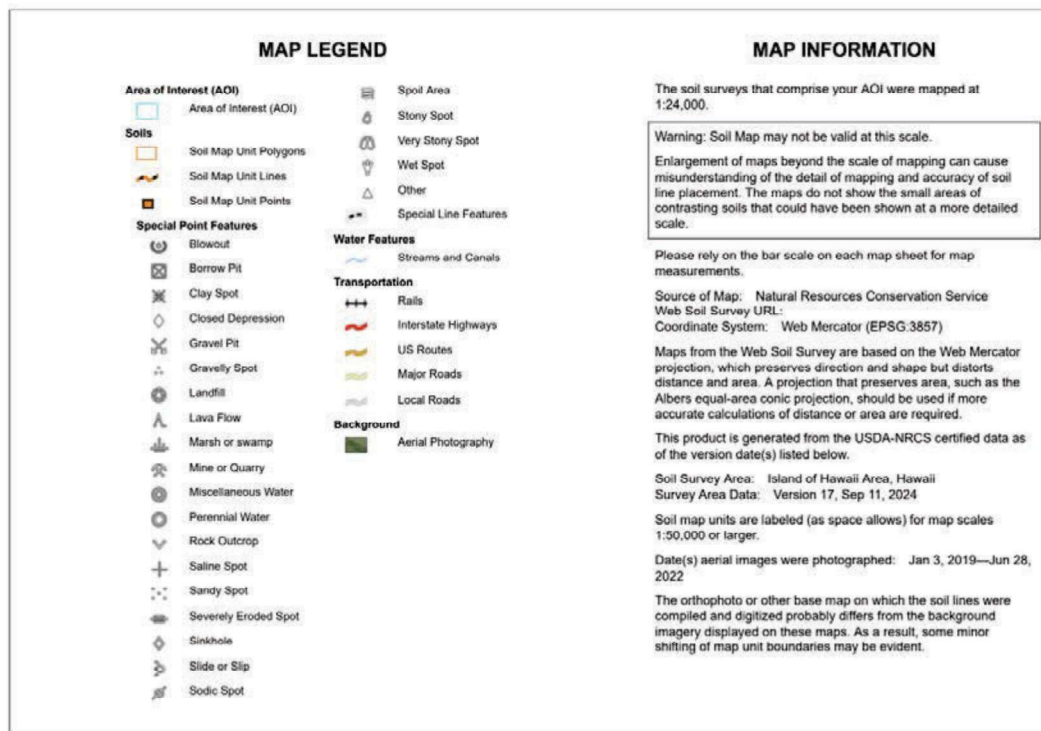 MAP LEGEND
Area of Interest (AOI)
Area of Interest (AOI)
Soils
Soil Map Unit Polygons
Soil Map Unit Lines
Soil Map Unit Points
Special Point Features
Blowout
Borrow Pit
Clay Spot
Closed Depression
Gravel Pit
Gravelly Spot
Landfill
Lava Flow
Marsh or swamp
Mine or Quarry
Miscellaneous Water
Perennial Water
Rock Outcrop
Saline Spot
Sandy Spot
Severely Eroded Spot
Sinkhole
Slide or Slip
Sodic Spot
Spoil Area
Stony Spot
Very Stony Spot
Wet Spot
Other
Special Line Features
Water Features
Streams and Canals
Transportation
Rails
Interstate Highways
US Routes
Major Roads
Local Roads
Background
Aerial Photography
MAP INFORMATION
The soil surveys that comprise your AOI were mapped at
1:24,000.
Warning: Soil Map may not be valid at this scale.
Enlargement of maps beyond the scale of mapping can cause
misunderstanding of the detail of mapping and accuracy of soil
line placement. The maps do not show the small areas of
contrasting soils that could have been shown at a more detailed
scale.
Please rely on the bar scale on each map sheet for map
measurements.
Source of Map: Natural Resources Conservation Service
Web Soil Survey URL:
Coordinate System: Web Mercator (EPSG:3857)
Maps from the Web Soil Survey are based on the Web Mercator
projection, which preserves direction and shape but distorts
distance and area. A projection that preserves area, such as the
Albers equal-area conic projection, should be used if more
accurate calculations of distance or area are required.
This product is generated from the USDA-NRCS certified data as
of the version date(s) listed below.
Soil Survey Area: Island of Hawaii Area, Hawaii
Survey Area Data: Version 17, Sep 11, 2024
Soil map units are labeled (as space allows) for map scales
1:50,000 or larger.
Date(s) aerial images were photographed: Jan 3, 2019—Jun 28,
2022
The orthophoto or other base map on which the soil lines were
compiled and digitized probably differs from the background
imagery displayed on these maps. As a result, some minor
shifting of map unit boundaries may be evident.